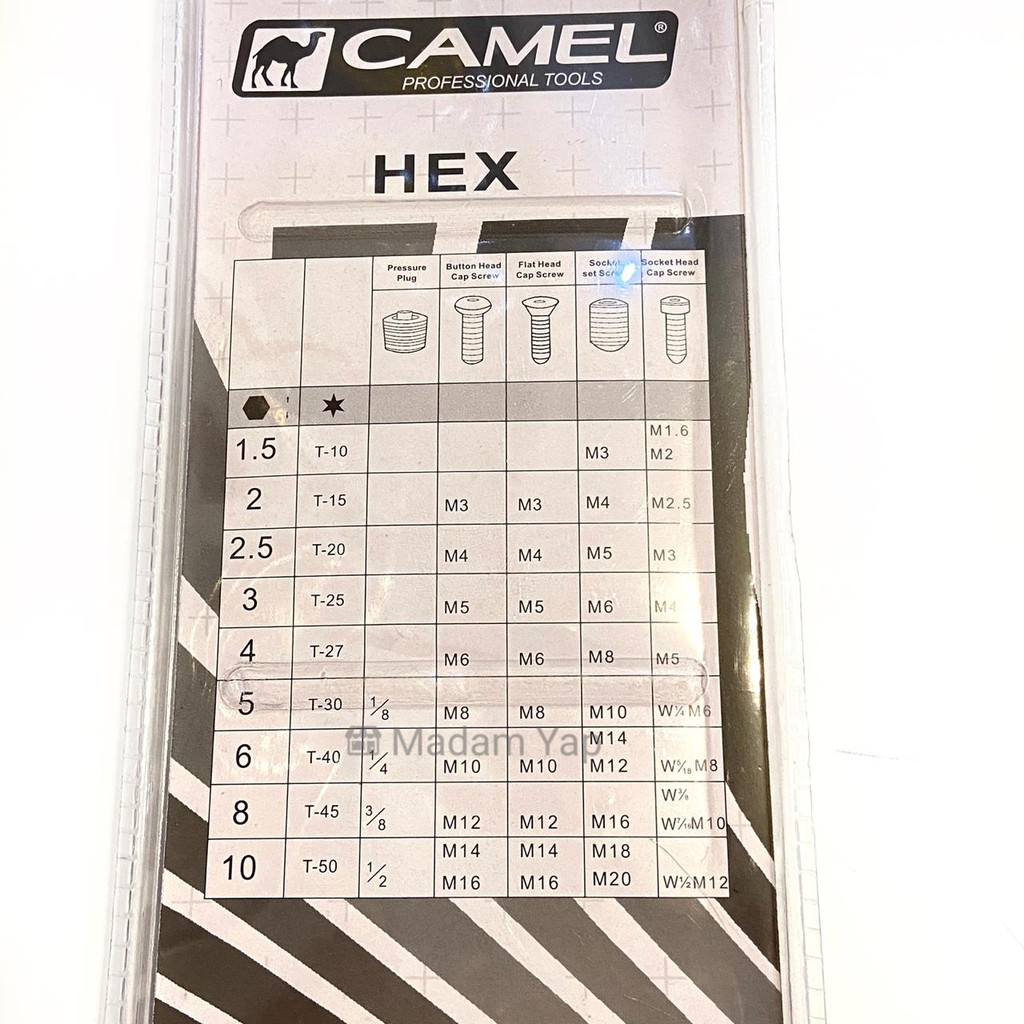 CAMEL®
PROFESSIONAL TOOLS
HEX
Pressure Plug Button Head Cap Screw Flat Head Cap Screw Socket set Screw Socket Head Cap Screw
1.5 T-10 M3 M1.6 M2
2 T-15 M3 M3 M4 M2.5
2.5 T-20 M4 M4 M5 M3
3 T-25 M5 M5 M6 M4
4 T-27 M6 M6 M8 M5
5 T-30 1/8 M8 M8 M10 W¼ M6
6 T-40 1/4 M10 M10 M14 M12 W5/16 M8
8 T-45 3/8 M12 M12 M16 W⅜ W7/16 M10
10 T-50 1/2 M14 M16 M14 M16 M18 M20 W½ M12
Madam Yap